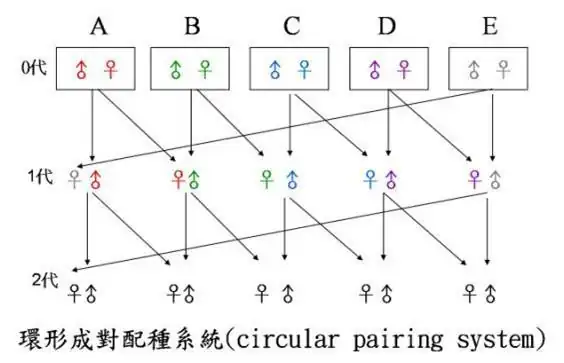 A B C D E
0代 ♂ ♀ ♂ ♀ ♂ ♀ ♂ ♀ ♂ ♀
1代 ♀ ♂ ♀ ♂ ♀ ♂ ♀ ♂ ♀ ♂
2代 ♀ ♂ ♀ ♂ ♀ ♂ ♀ ♂ ♀ ♂
環形成對配種系統(circular pairing system)